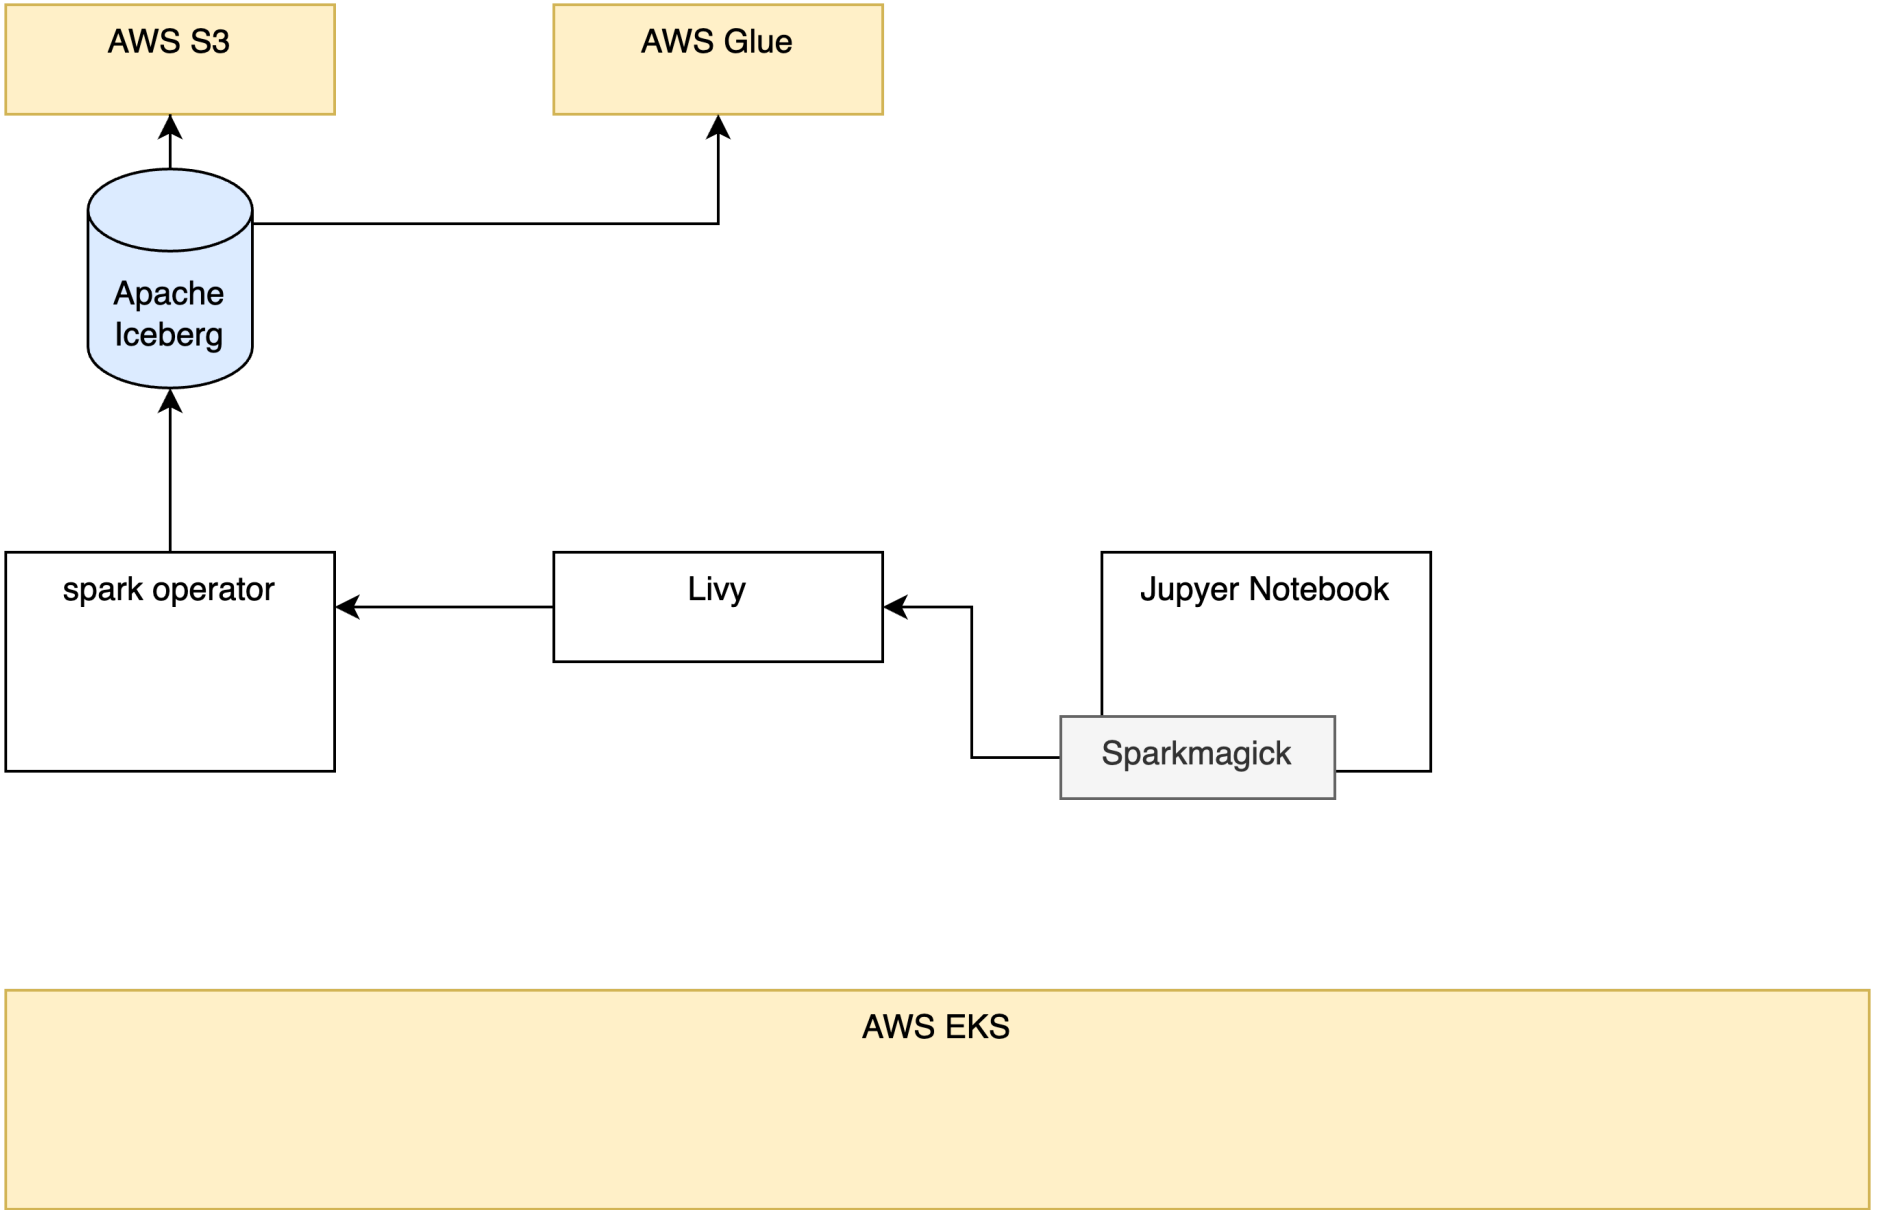 AWS S3
AWS Glue
Apache
Iceberg
spark operator
Livy
Jupyer Notebook
Sparkmagick
AWS EKS